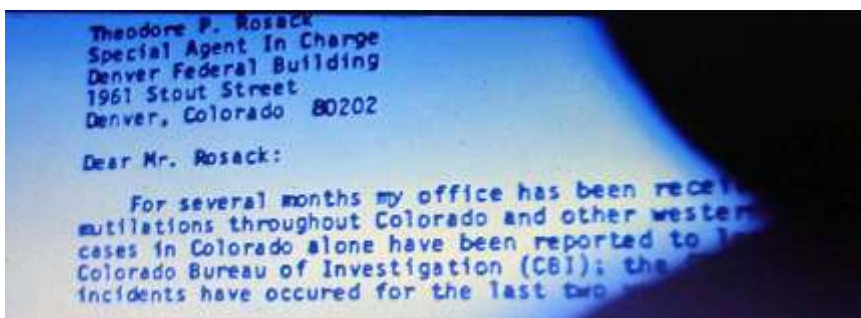 Theodore P. Rosack
Special Agent In Charge
Denver Federal Building
1961 Stout Street
Denver, Colorado 80202
Dear Mr. Rosack:
For several months my office has been
mutilations throughout Colorado and other
cases in Colorado alone have been reported to
Colorado Bureau of Investigation (CBI); the
incidents have occured for the last two